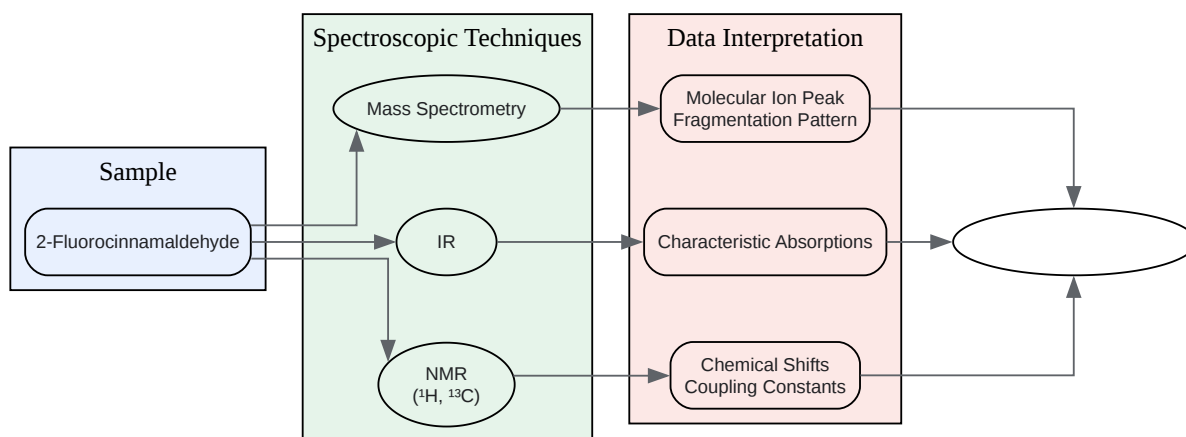 Sample
2-Fluorocinnamaldehyde
Spectroscopic Techniques
Mass Spectrometry
IR
NMR
(¹H, ¹³C)
Data Interpretation
Molecular Ion Peak
Fragmentation Pattern
Characteristic Absorptions
Chemical Shifts
Coupling Constants